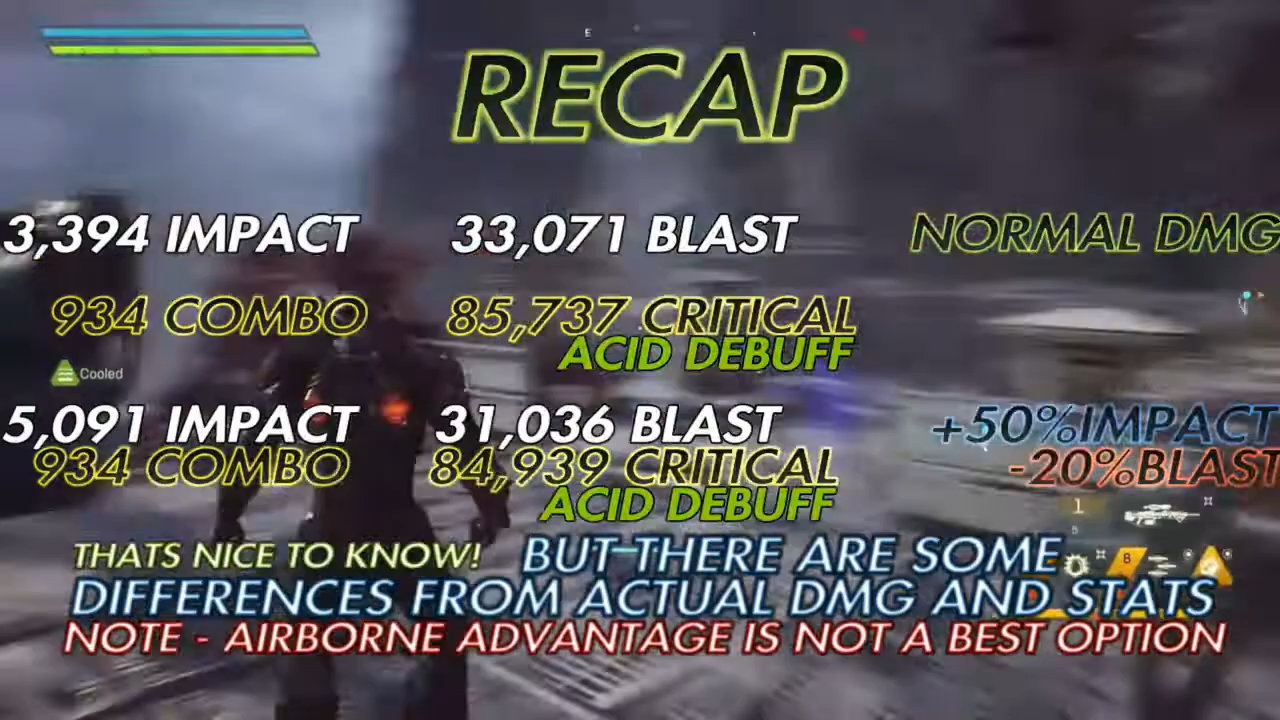 E
RECAP
3,394 IMPACT 33,071 BLAST NORMAL DMG
934 COMBO 85,737 CRITICAL
ACID DEBUFF
Cooled
5,091 IMPACT 31,036 BLAST +50%IMPACT
934 COMBO 84,939 CRITICAL -20%BLAST
ACID DEBUFF
1
8
THATS NICE TO KNOW! BUT THERE ARE SOME
DIFFERENCES FROM ACTUAL DMG AND STATS
NOTE - AIRBORNE ADVANTAGE IS NOT A BEST OPTION